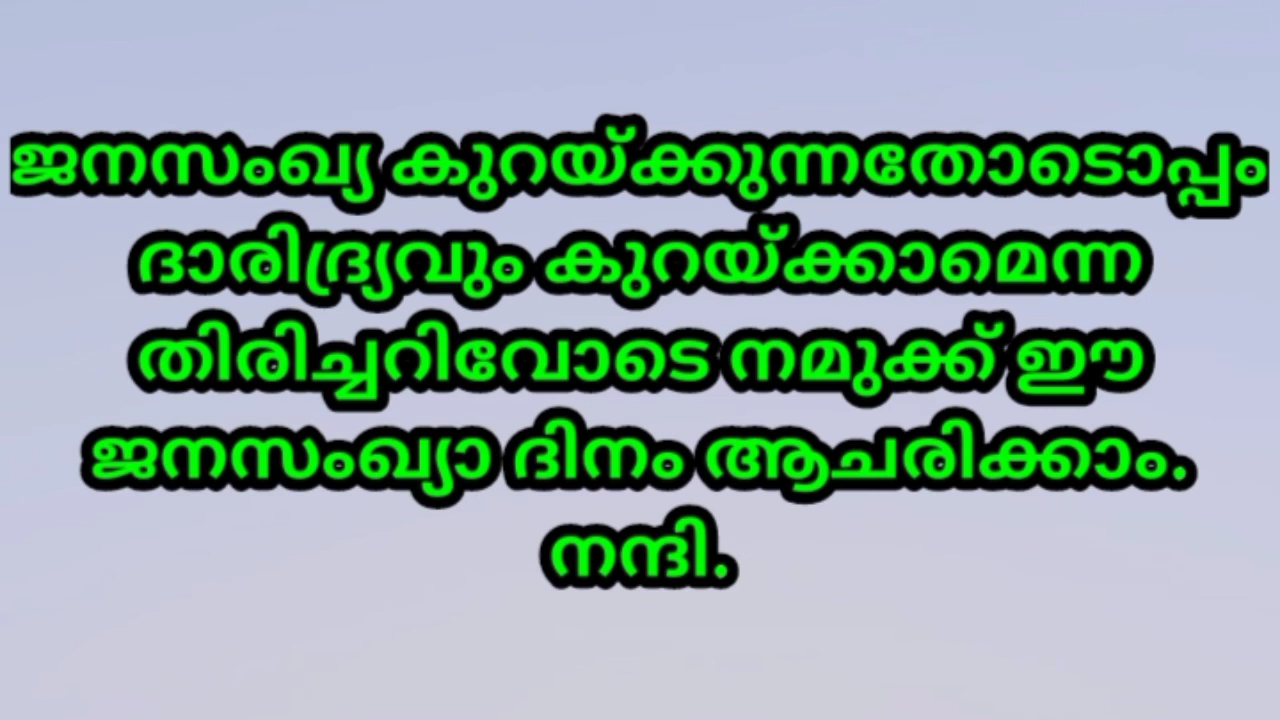 ജനസംഖ്യ കുറയ്ക്കുന്നതോടൊപ്പം
ദാരിദ്ര്യവും കുറയ്ക്കാമെന്ന
തിരിച്ചറിവോടെ നമുക്ക് ഈ
ജനസംഖ്യാ ദിനം ആചരിക്കാം.
നന്ദി.